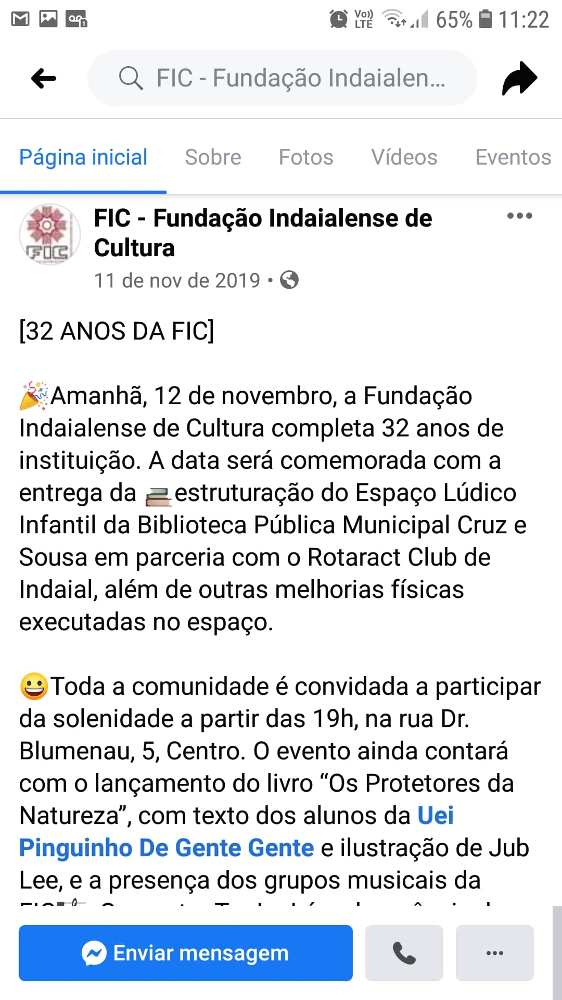 Vo)) LTE 65% 11:22
FIC - Fundação Indaialen...
Página inicial Sobre Fotos Vídeos Eventos
FIC
FIC - Fundação Indaialense de
Cultura
11 de nov de 2019 •
[32 ANOS DA FIC]
🎉Amanhã, 12 de novembro, a Fundação
Indaialense de Cultura completa 32 anos de
instituição. A data será comemorada com a
entrega da 📚estruturação do Espaço Lúdico
Infantil da Biblioteca Pública Municipal Cruz e
Sousa em parceria com o Rotaract Club de
Indaial, além de outras melhorias físicas
executadas no espaço.
😀Toda a comunidade é convidada a participar
da solenidade a partir das 19h, na rua Dr.
Blumenau, 5, Centro. O evento ainda contará
com o lançamento do livro “Os Protetores da
Natureza”, com texto dos alunos da Uei
Pinguinho De Gente Gente e ilustração de Jub
Lee, e a presença dos grupos musicais da
Enviar mensagem